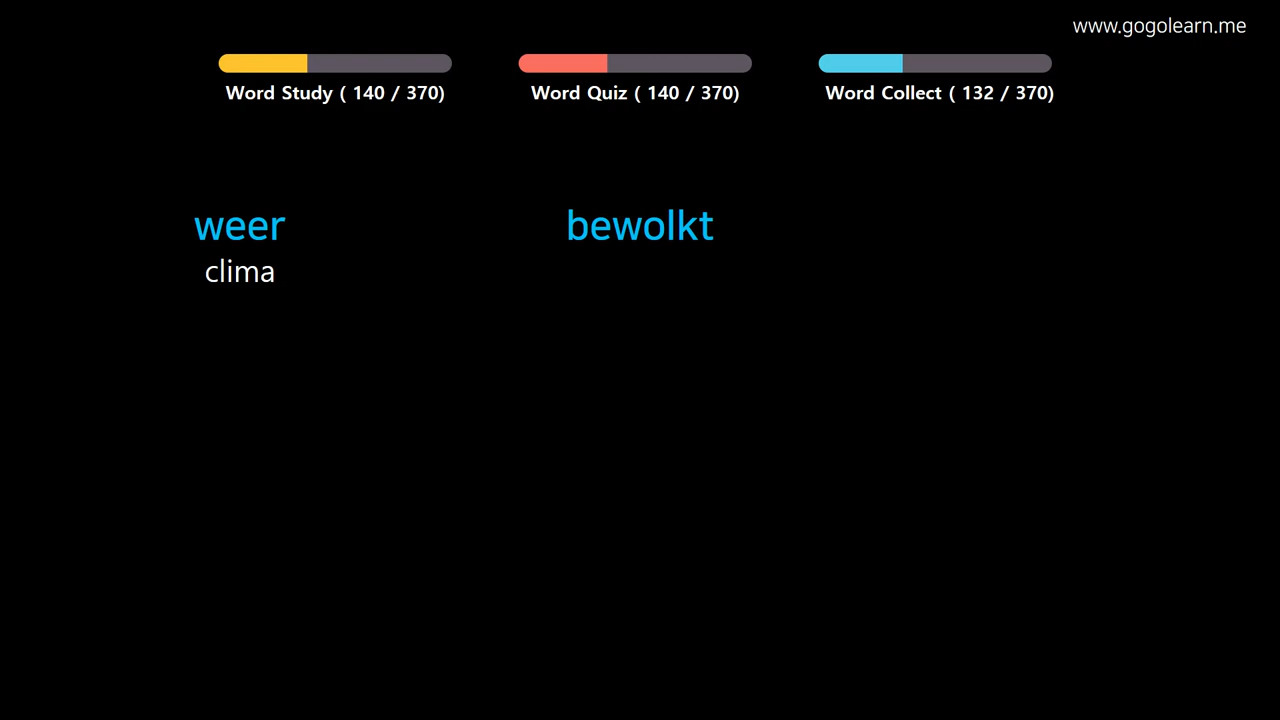 www.gogolearn.me
Word Study ( 140 / 370)
Word Quiz ( 140 / 370)
Word Collect ( 132 / 370)
weer
bewolkt
clima